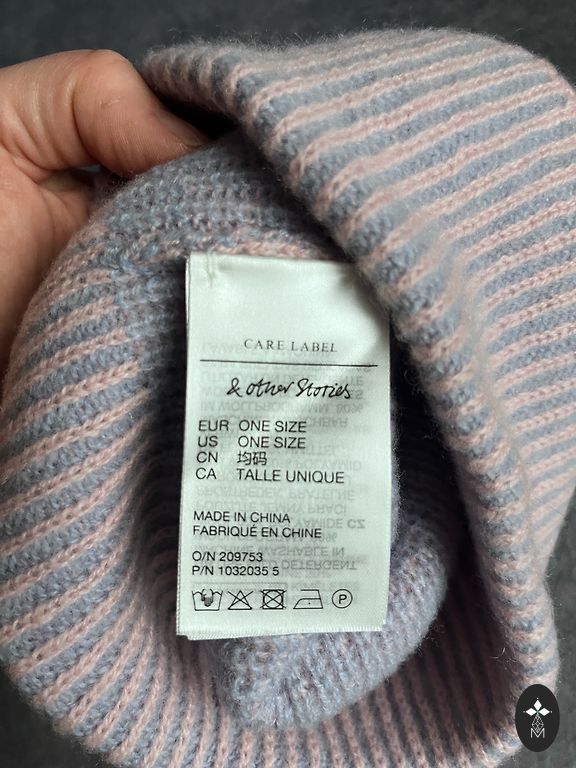 CARE LABEL
& other Stories
EUR ONE SIZE
US ONE SIZE
CN 均码
CA TALLE UNIQUE
MADE IN CHINA
FABRIQUÉ EN CHINE
O/N 209753
P/N 1032035 5
P
M